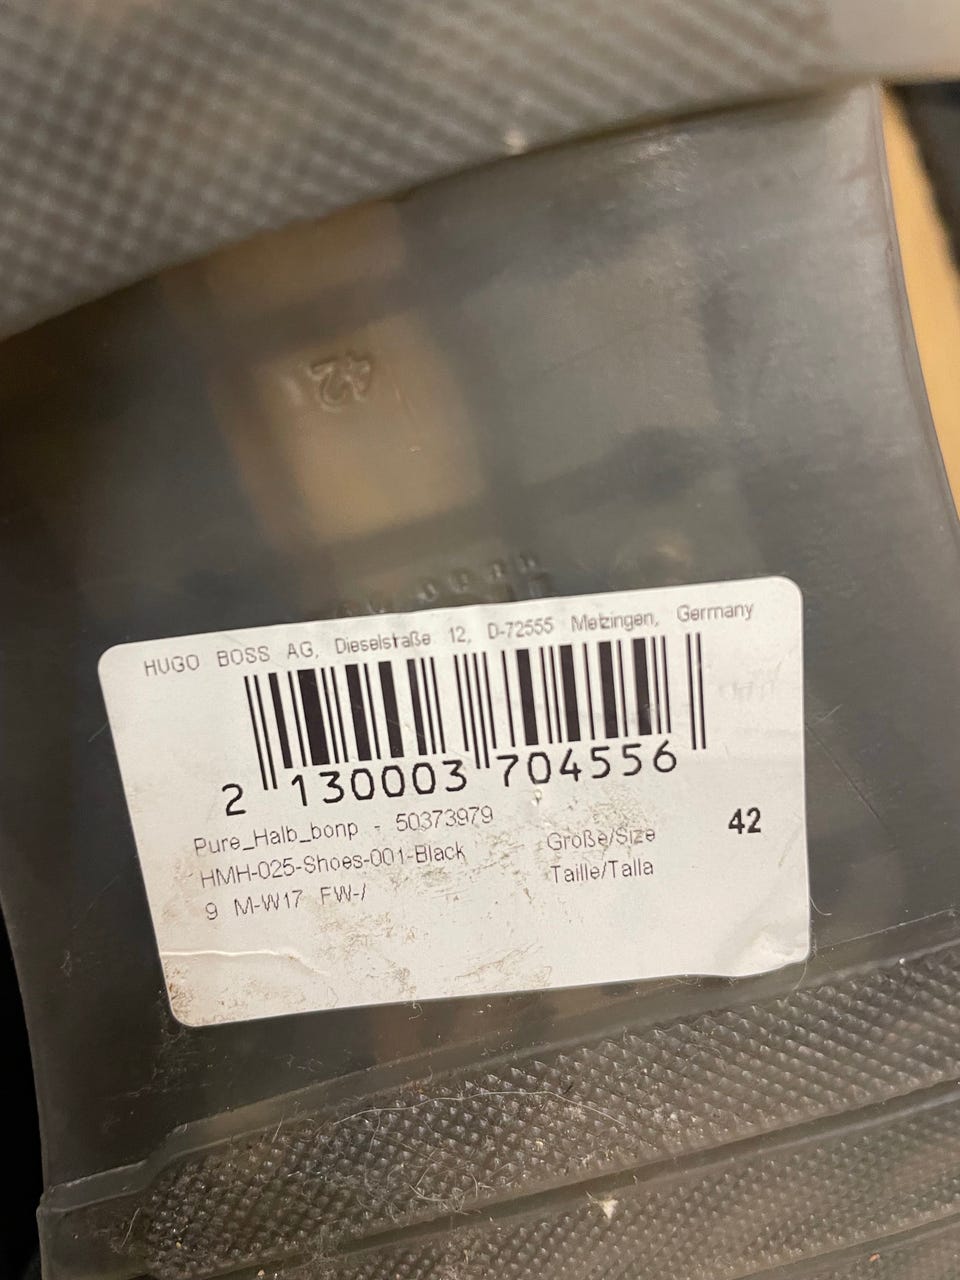 42
HUGO BOSS AG, Dieselstraße 12, D-72555 Metzingen, Germany
2 130003 704556
Pure_Halb_bonp - 50373979
HMH-025-Shoes-001-Black
9 M-W17 FW-/
Größe/Size
Taille/Talla
42